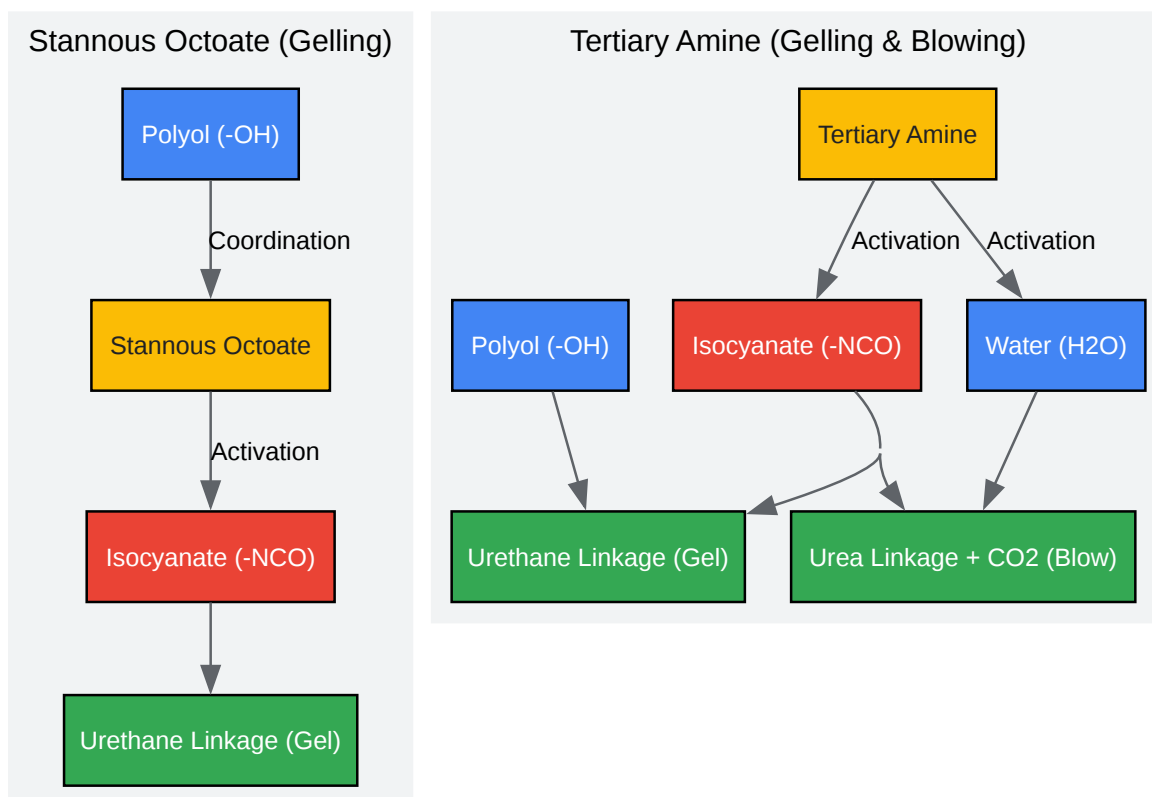 Stannous Octoate (Gelling)
Polyol (-OH)
Coordination
Stannous Octoate
Activation
Isocyanate (-NCO)
Urethane Linkage (Gel)
Tertiary Amine (Gelling & Blowing)
Tertiary Amine
Activation
Activation
Polyol (-OH)
Isocyanate (-NCO)
Water (H2O)
Urethane Linkage (Gel)
Urea Linkage + CO2 (Blow)